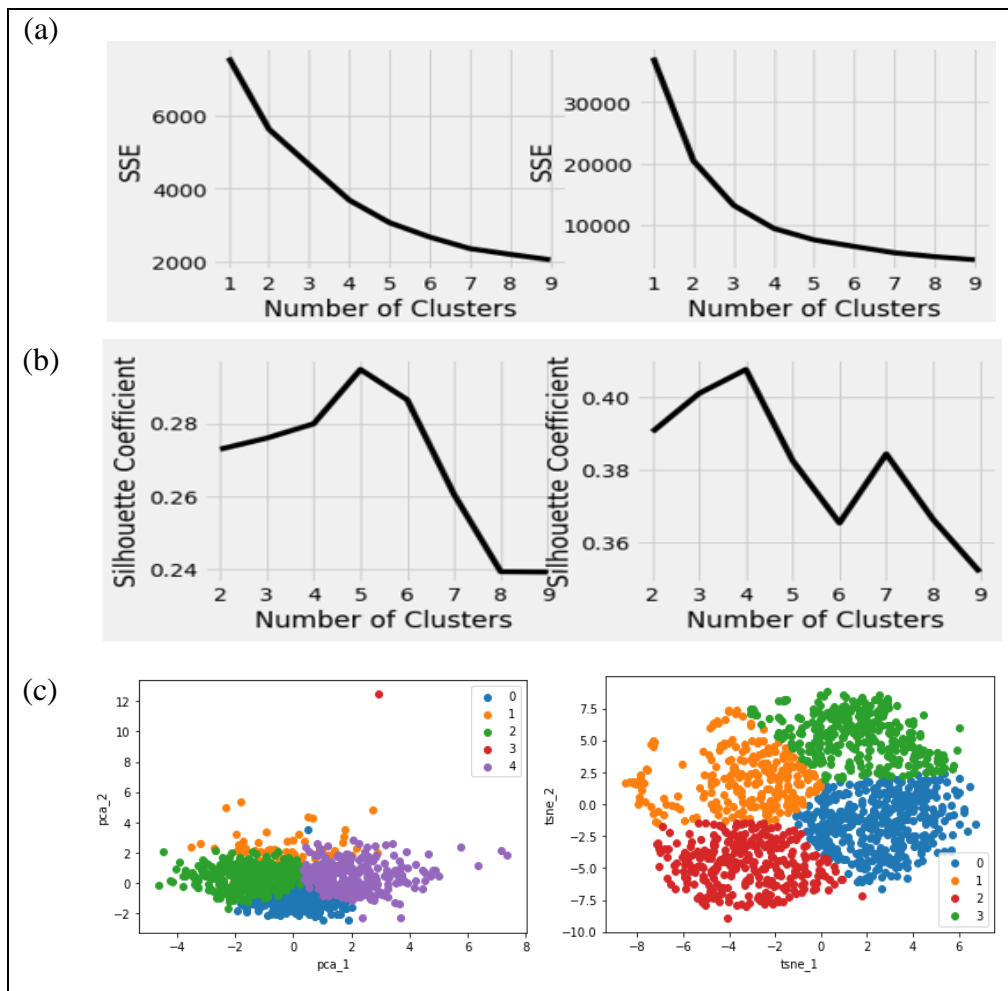 (a)
SSE
6000
4000
2000
1 2 3 4 5 6 7 8 9
Number of Clusters
SSE
30000
20000
10000
1 2 3 4 5 6 7 8 9
Number of Clusters
(b)
Silhouette Coefficient
0.28
0.26
0.24
2 3 4 5 6 7 8 9
Number of Clusters
Silhouette Coefficient
0.40
0.38
0.36
2 3 4 5 6 7 8 9
Number of Clusters
(c)
pca_2
12
10
8
6
4
2
0
−2
−4 −2 0 2 4 6 8
pca_1
0
1
2
3
4
tsne_2
7.5
5.0
2.5
0.0
−2.5
−5.0
−7.5
−10.0
−8 −6 −4 −2 0 2 4 6
tsne_1
0
1
2
3